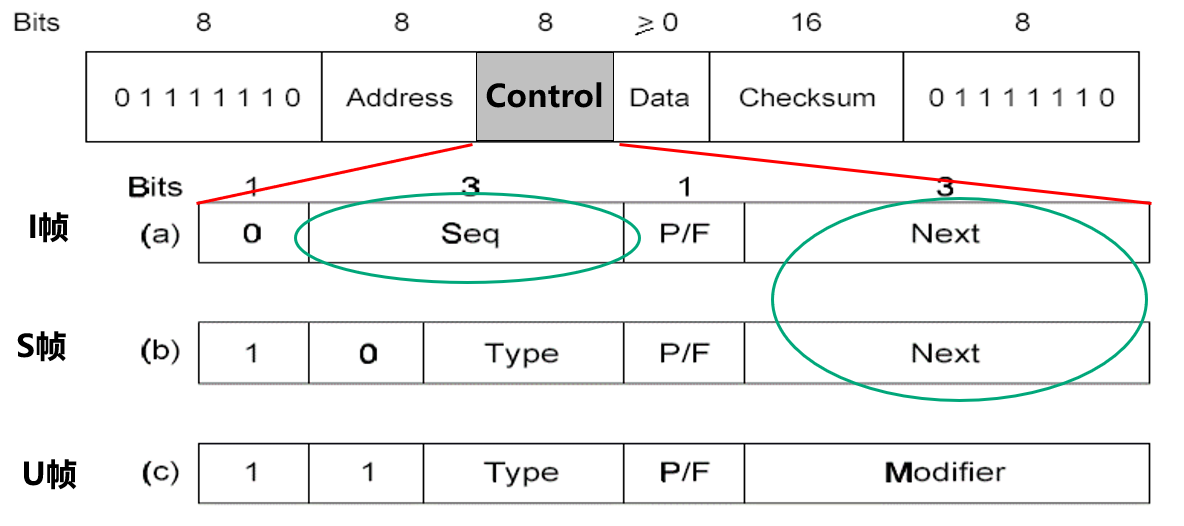 Bits 8 8 8 ≥ 0 16 8
0 1 1 1 1 1 1 0 Address Control Data Checksum 0 1 1 1 1 1 1 0
Bits 1 3 1 3
I帧 (a) 0 Seq P/F Next
S帧 (b) 1 0 Type P/F Next
U帧 (c) 1 1 Type P/F Modifier